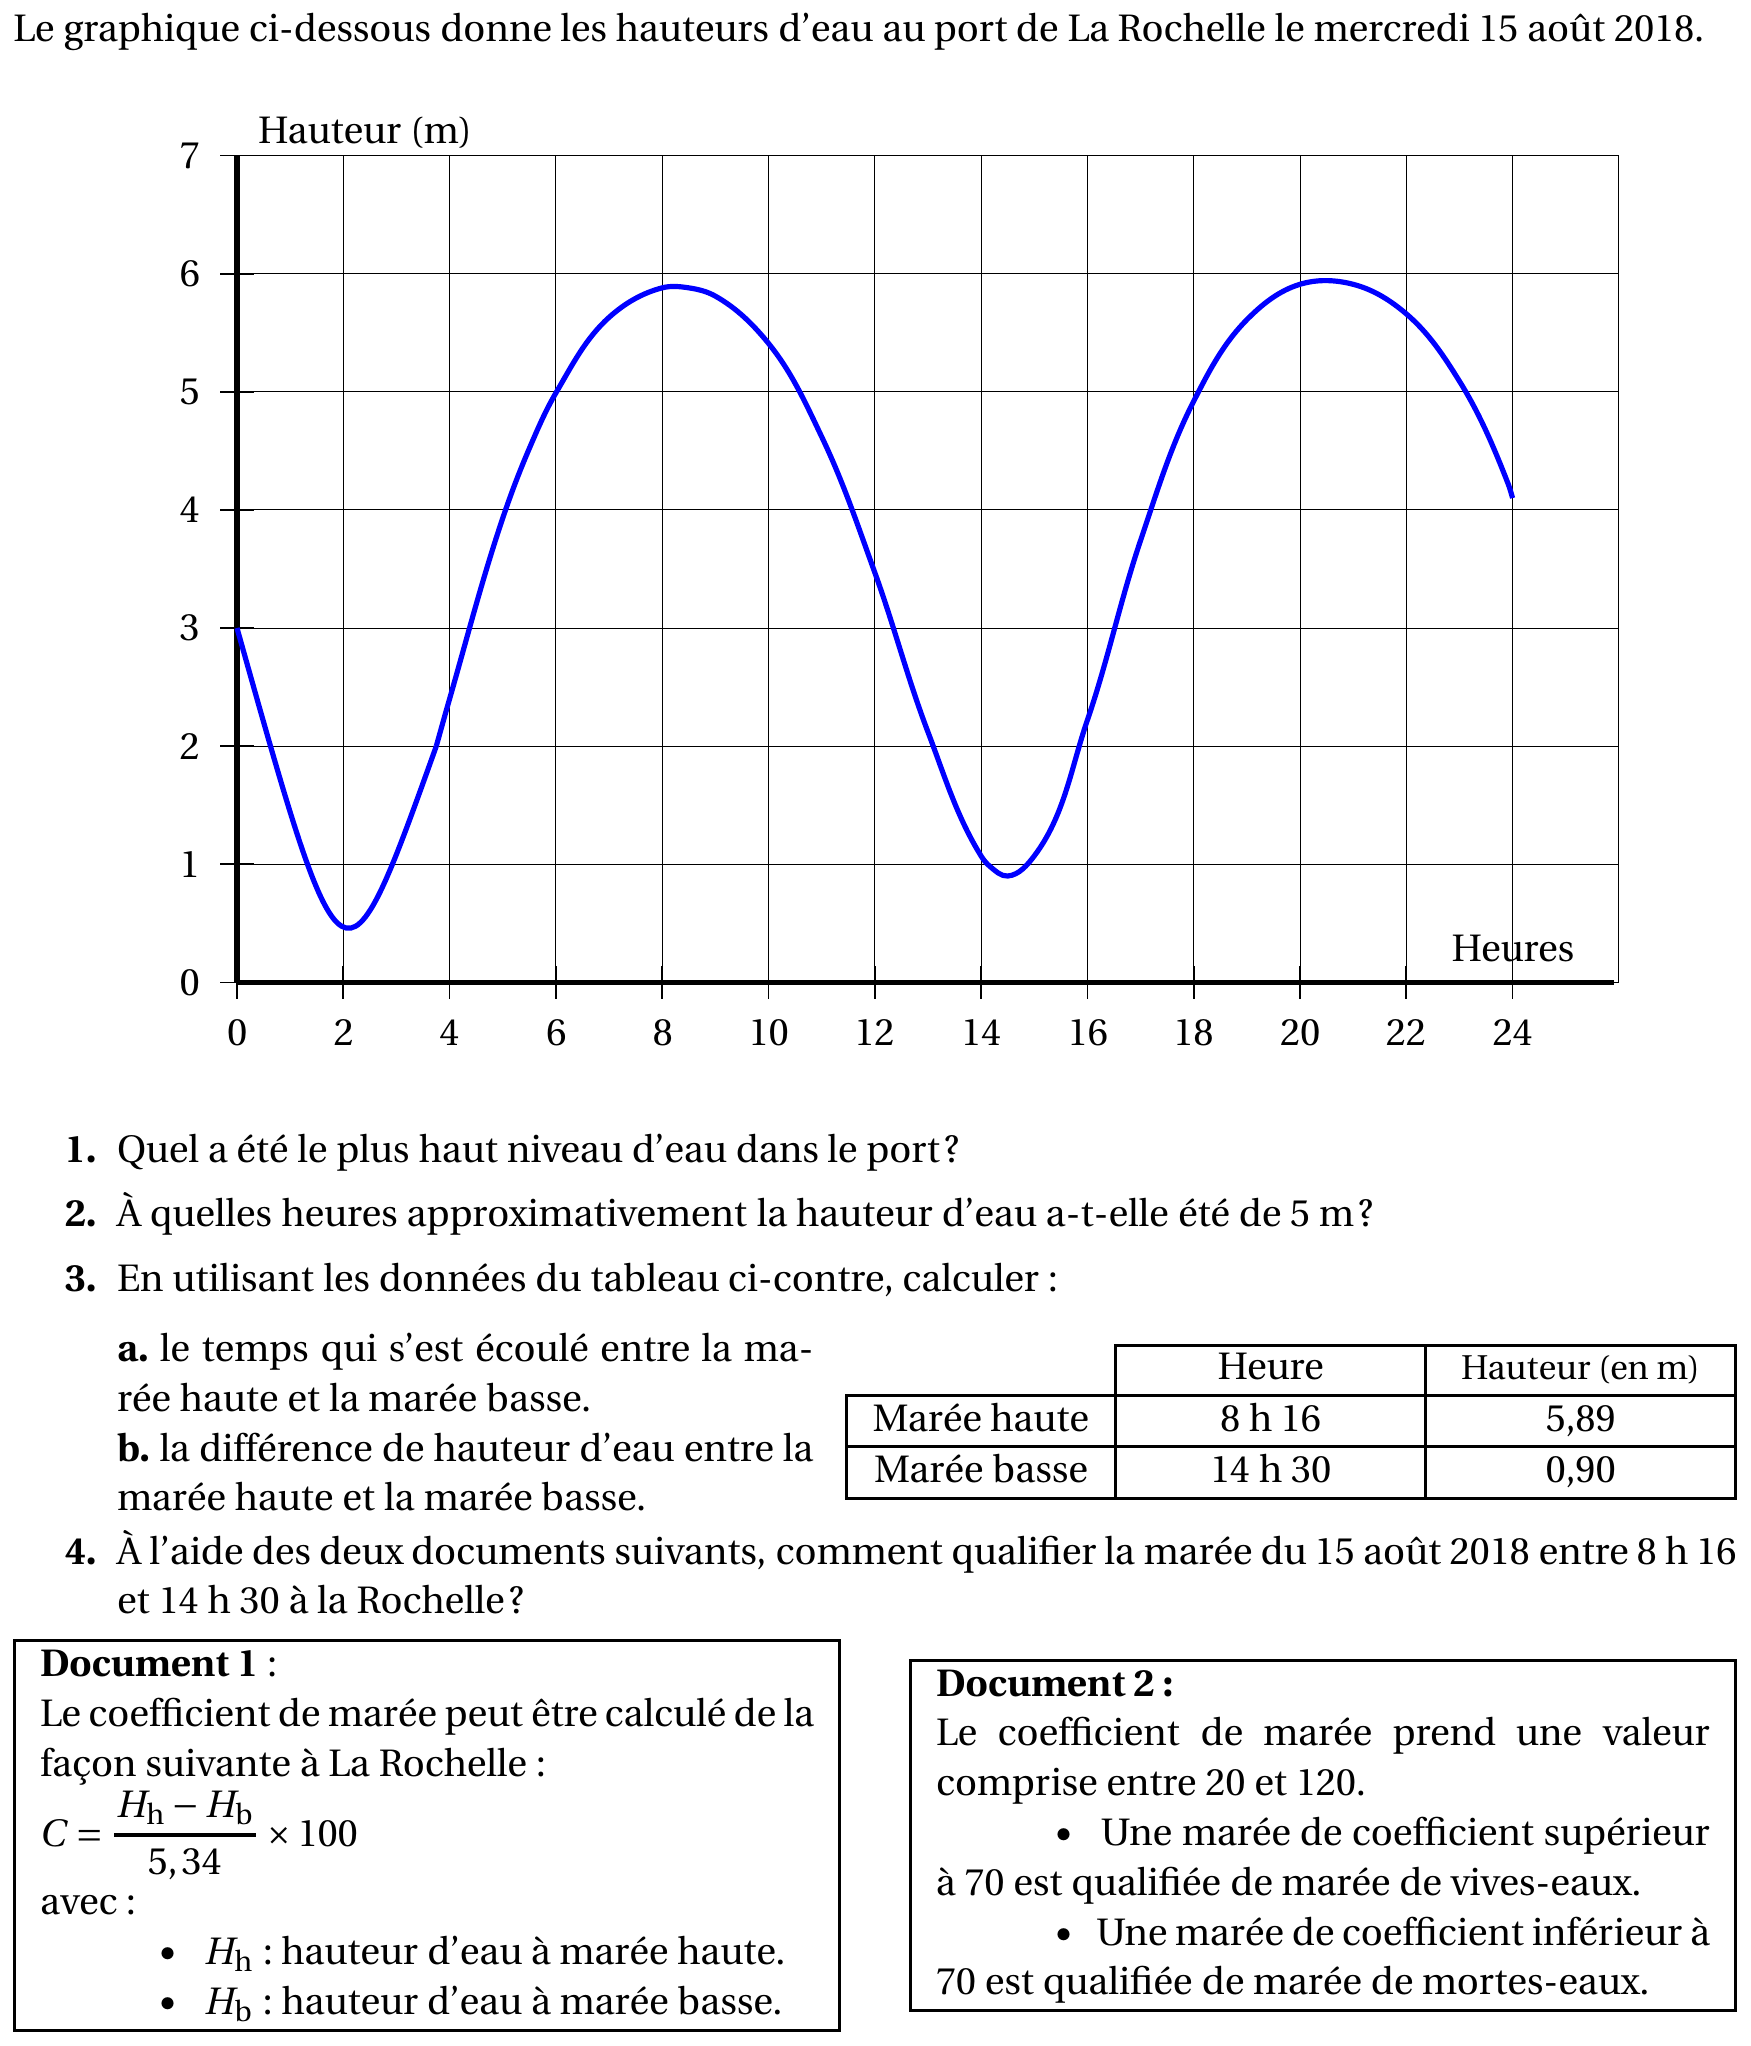 Le graphique ci-dessous donne les hauteurs d'eau au port de La Rochelle le mercredi 15 août 2018.
Hauteur (m)
7
6
5
4
3
2
1
0
Heures
0 2 4 6 8 10 12 14 16 18 20 22 24
1. Quel a été le plus haut niveau d'eau dans le port ?
2. À quelles heures approximativement la hauteur d'eau a-t-elle été de 5 m ?
3. En utilisant les données du tableau ci-contre, calculer :
a. le temps qui s'est écoulé entre la ma-
rée haute et la marée basse.
b. la différence de hauteur d'eau entre la
marée haute et la marée basse.
Heure Hauteur (en m)
Marée haute 8 h 16 5,89
Marée basse 14 h 30 0,90
4. À l'aide des deux documents suivants, comment qualifier la marée du 15 août 2018 entre 8 h 16
et 14 h 30 à la Rochelle ?
Document 1 :
Le coefficient de marée peut être calculé de la
façon suivante à La Rochelle :
C = (Hh − Hb) / 5,34 × 100
avec :
• Hh : hauteur d'eau à marée haute.
• Hb : hauteur d'eau à marée basse.
Document 2 :
Le coefficient de marée prend une valeur
comprise entre 20 et 120.
• Une marée de coefficient supérieur
à 70 est qualifiée de marée de vives-eaux.
• Une marée de coefficient inférieur à
70 est qualifiée de marée de mortes-eaux.